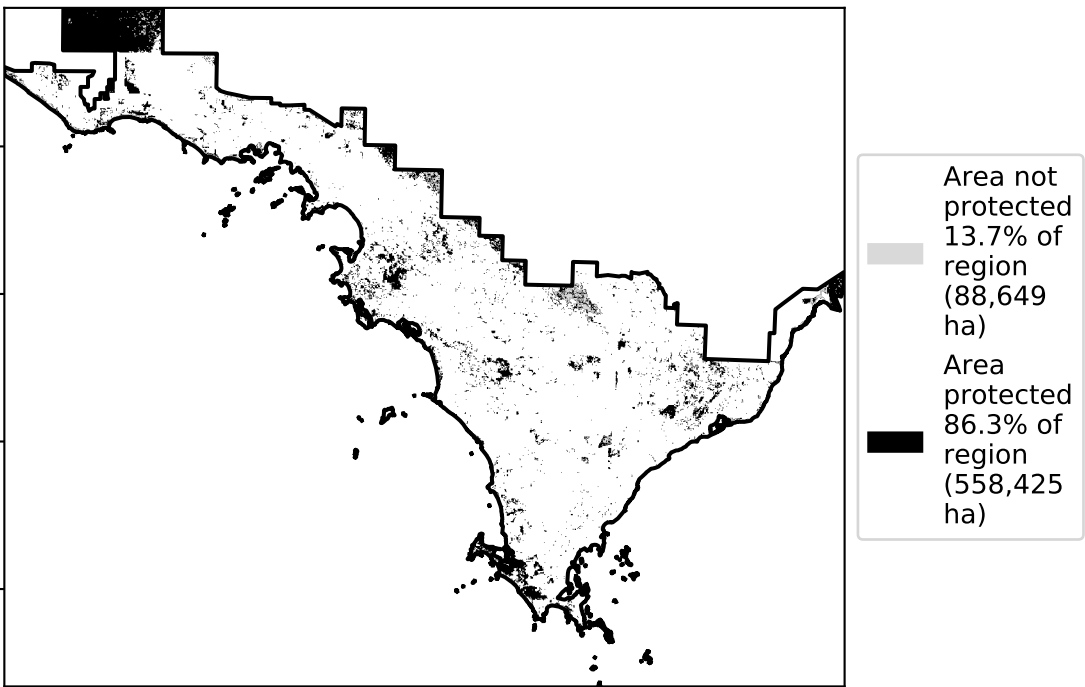 Area not
protected
13.7% of
region
(88,649
ha)
Area
protected
86.3% of
region
(558,425
ha)